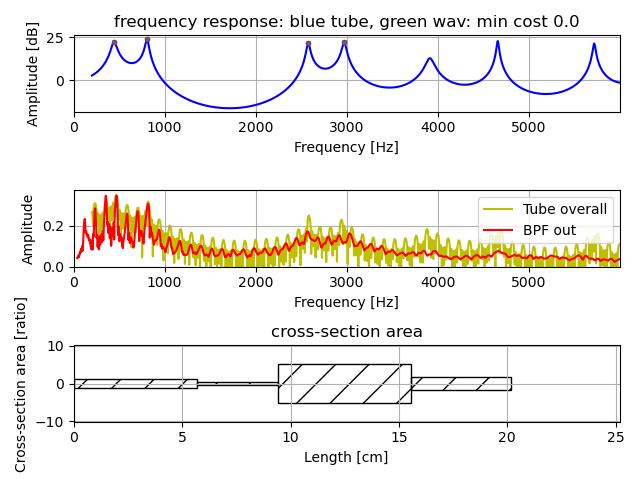 frequency response: blue tube, green wav: min cost 0.0
Amplitude [dB]
25
0
0 1000 2000 3000 4000 5000
Frequency [Hz]
Amplitude
0.2
0.0
Tube overall
BPF out
0 1000 2000 3000 4000 5000
Frequency [Hz]
cross-section area
Cross-section area [ratio]
10
0
−10
0 5 10 15 20 25
Length [cm]